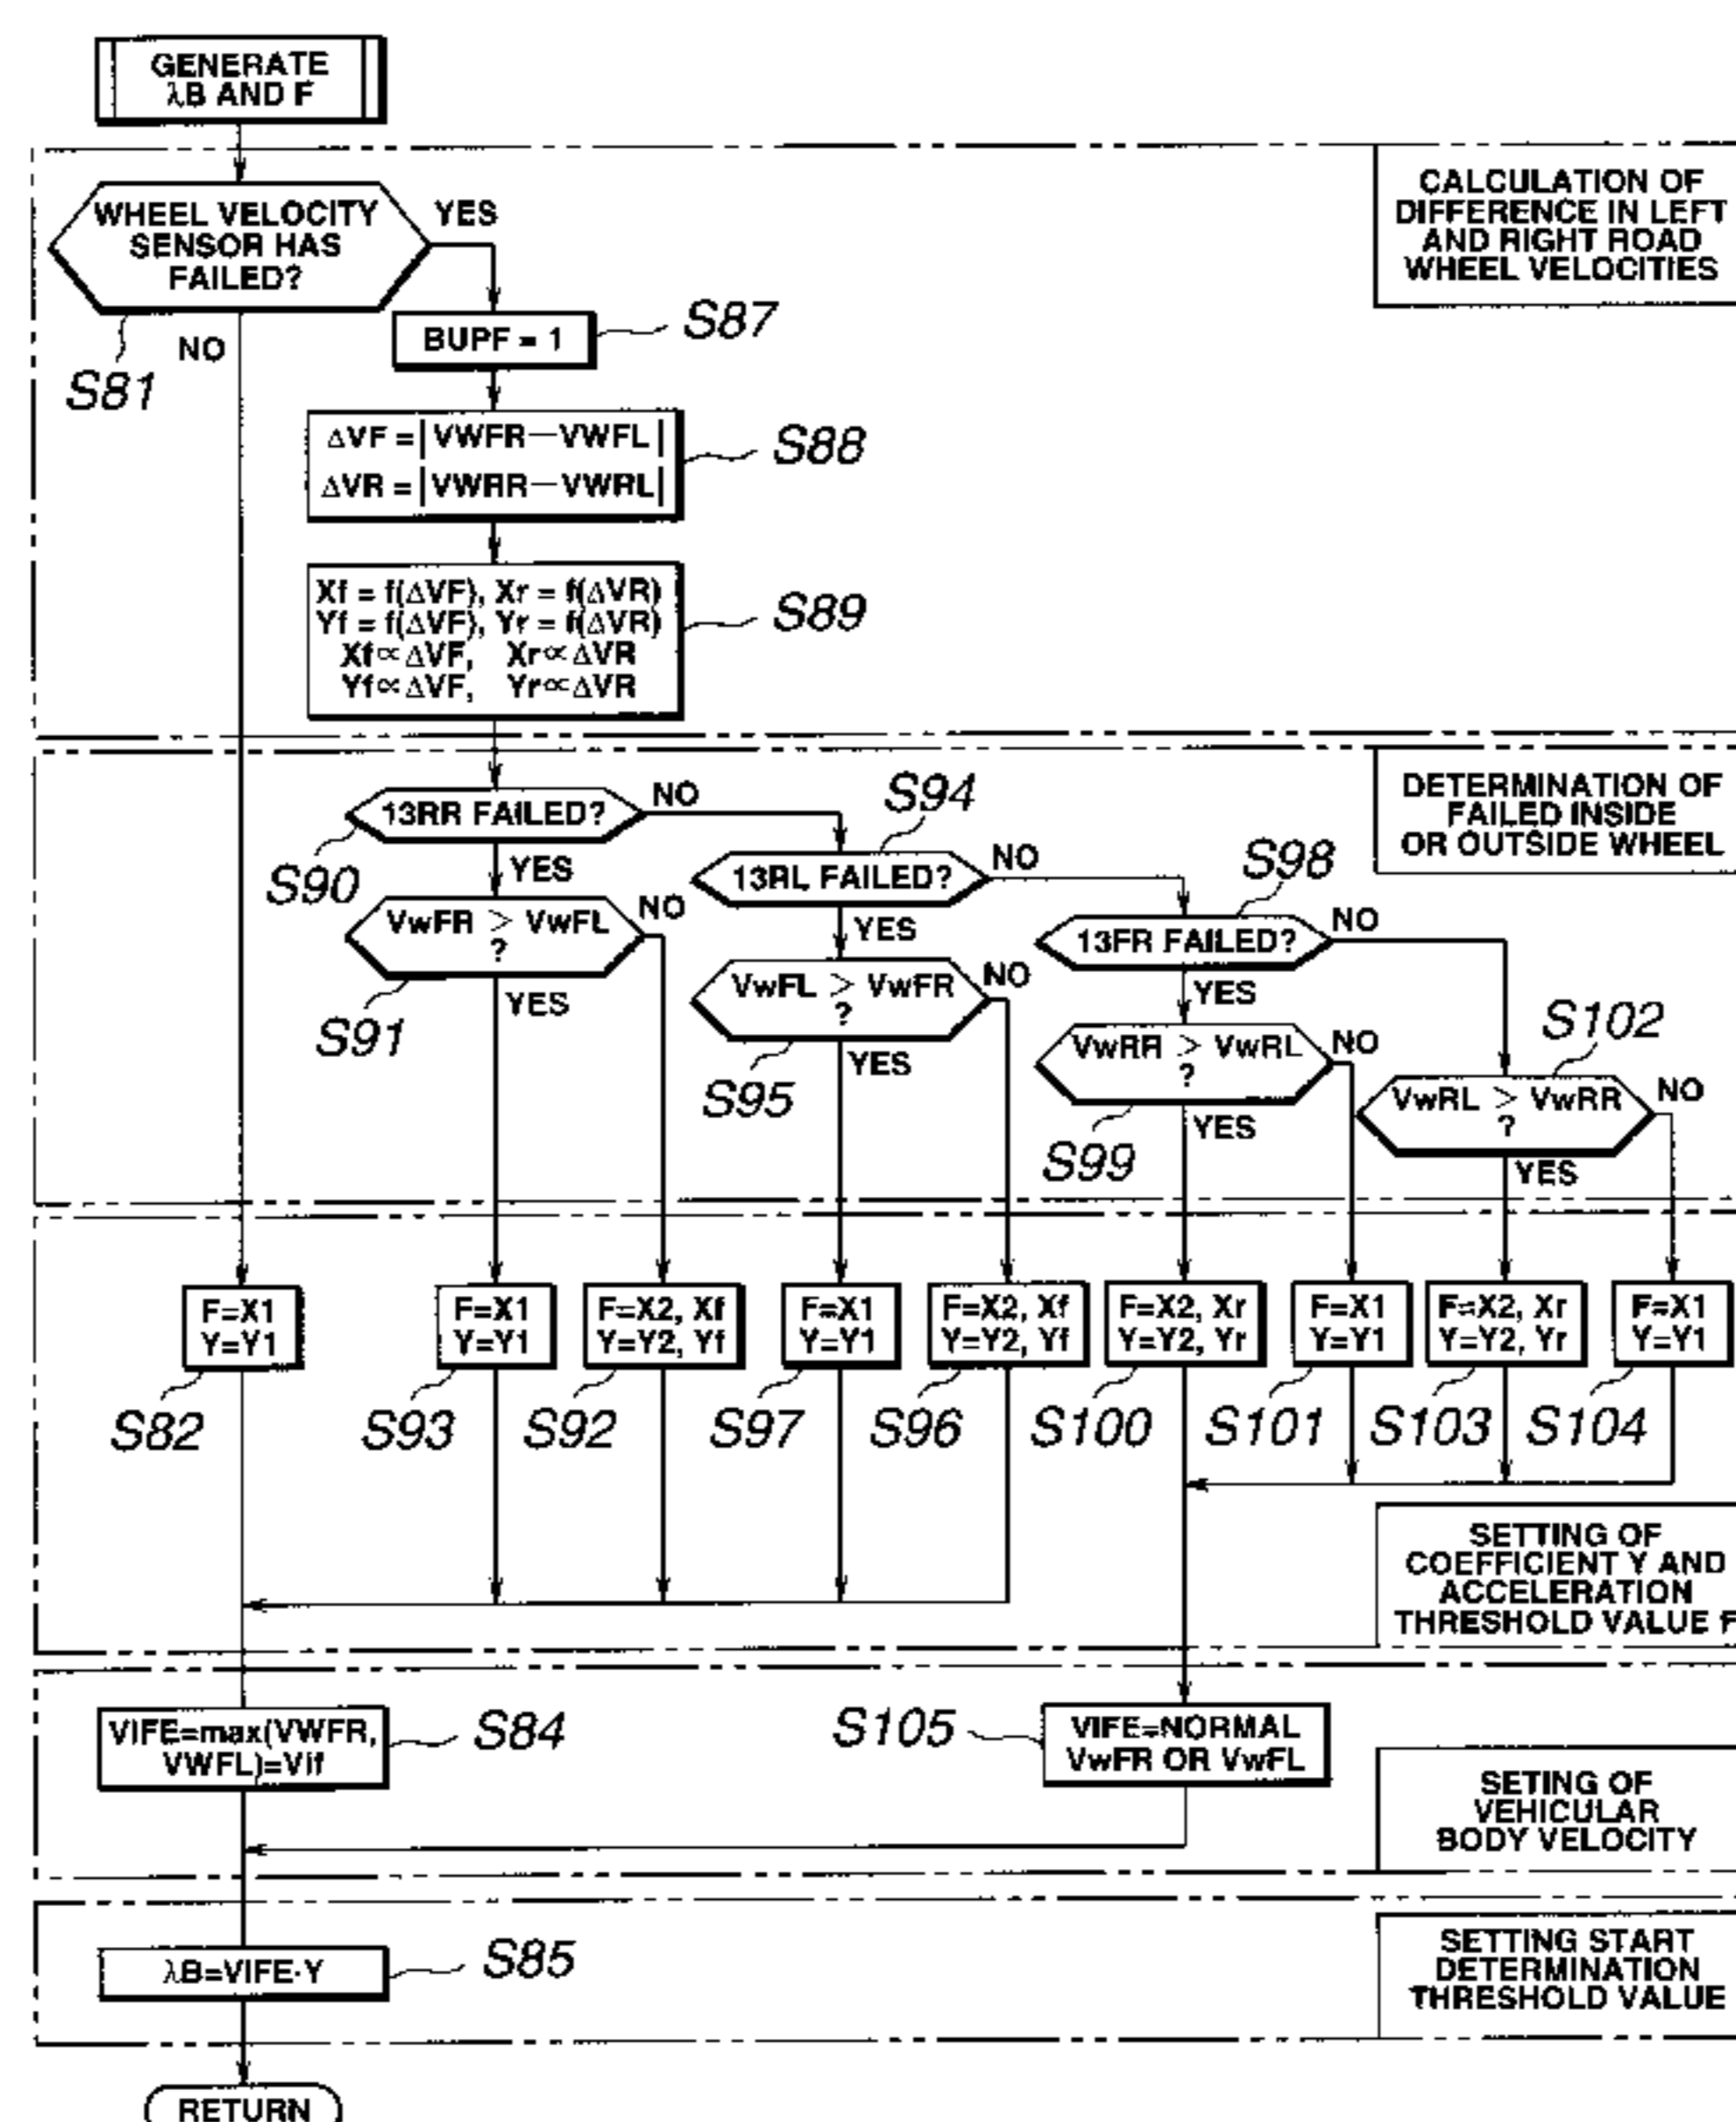 GENERATE
λB AND F
WHEEL VELOCITY
SENSOR HAS
FAILED?
YES
NO
S81
CALCULATION OF
DIFFERENCE IN LEFT
AND RIGHT ROAD
WHEEL VELOCITIES
BUPF = 1
S87
ΔVF = | VWFR—VWFL |
ΔVR = | VWRR—VWRL |
S88
Xf = f(ΔVF), Xr = f(ΔVR)
Yf = f(ΔVF), Yr = f(ΔVR)
Xf∝ΔVF, Xr∝ΔVR
Yf∝ΔVF, Yr∝ΔVR
S89
DETERMINATION OF
FAILED INSIDE
OR OUTSIDE WHEEL
13RR FAILED?
NO
YES
S90
VwFR > VwFL
?
NO
YES
S91
S94
13RL FAILED?
NO
YES
VwFL > VwFR
?
NO
YES
S95
S98
13FR FAILED?
NO
YES
VwRR > VwRL
?
NO
YES
S99
S102
VwRL > VwRR
?
NO
YES
F=X1
Y=Y1
F=X1
Y=Y1
F=X2, Xf
Y=Y2, Yf
F=X1
Y=Y1
F=X2, Xf
Y=Y2, Yf
F=X2, Xr
Y=Y2, Yr
F=X1
Y=Y1
F=X2, Xr
Y=Y2, Yr
F=X1
Y=Y1
S82
S93
S92
S97
S96
S100
S101
S103
S104
SETTING OF
COEFFICIENT Y AND
ACCELERATION
THRESHOLD VALUE F
VIFE=max(VWFR,
VWFL)=Vif
S84
S105
VIFE=NORMAL
VwFR OR VwFL
SETING OF
VEHICULAR
BODY VELOCITY
λB=VIFE·Y
S85
SETTING START
DETERMINATION
THRESHOLD VALUE
RETURN